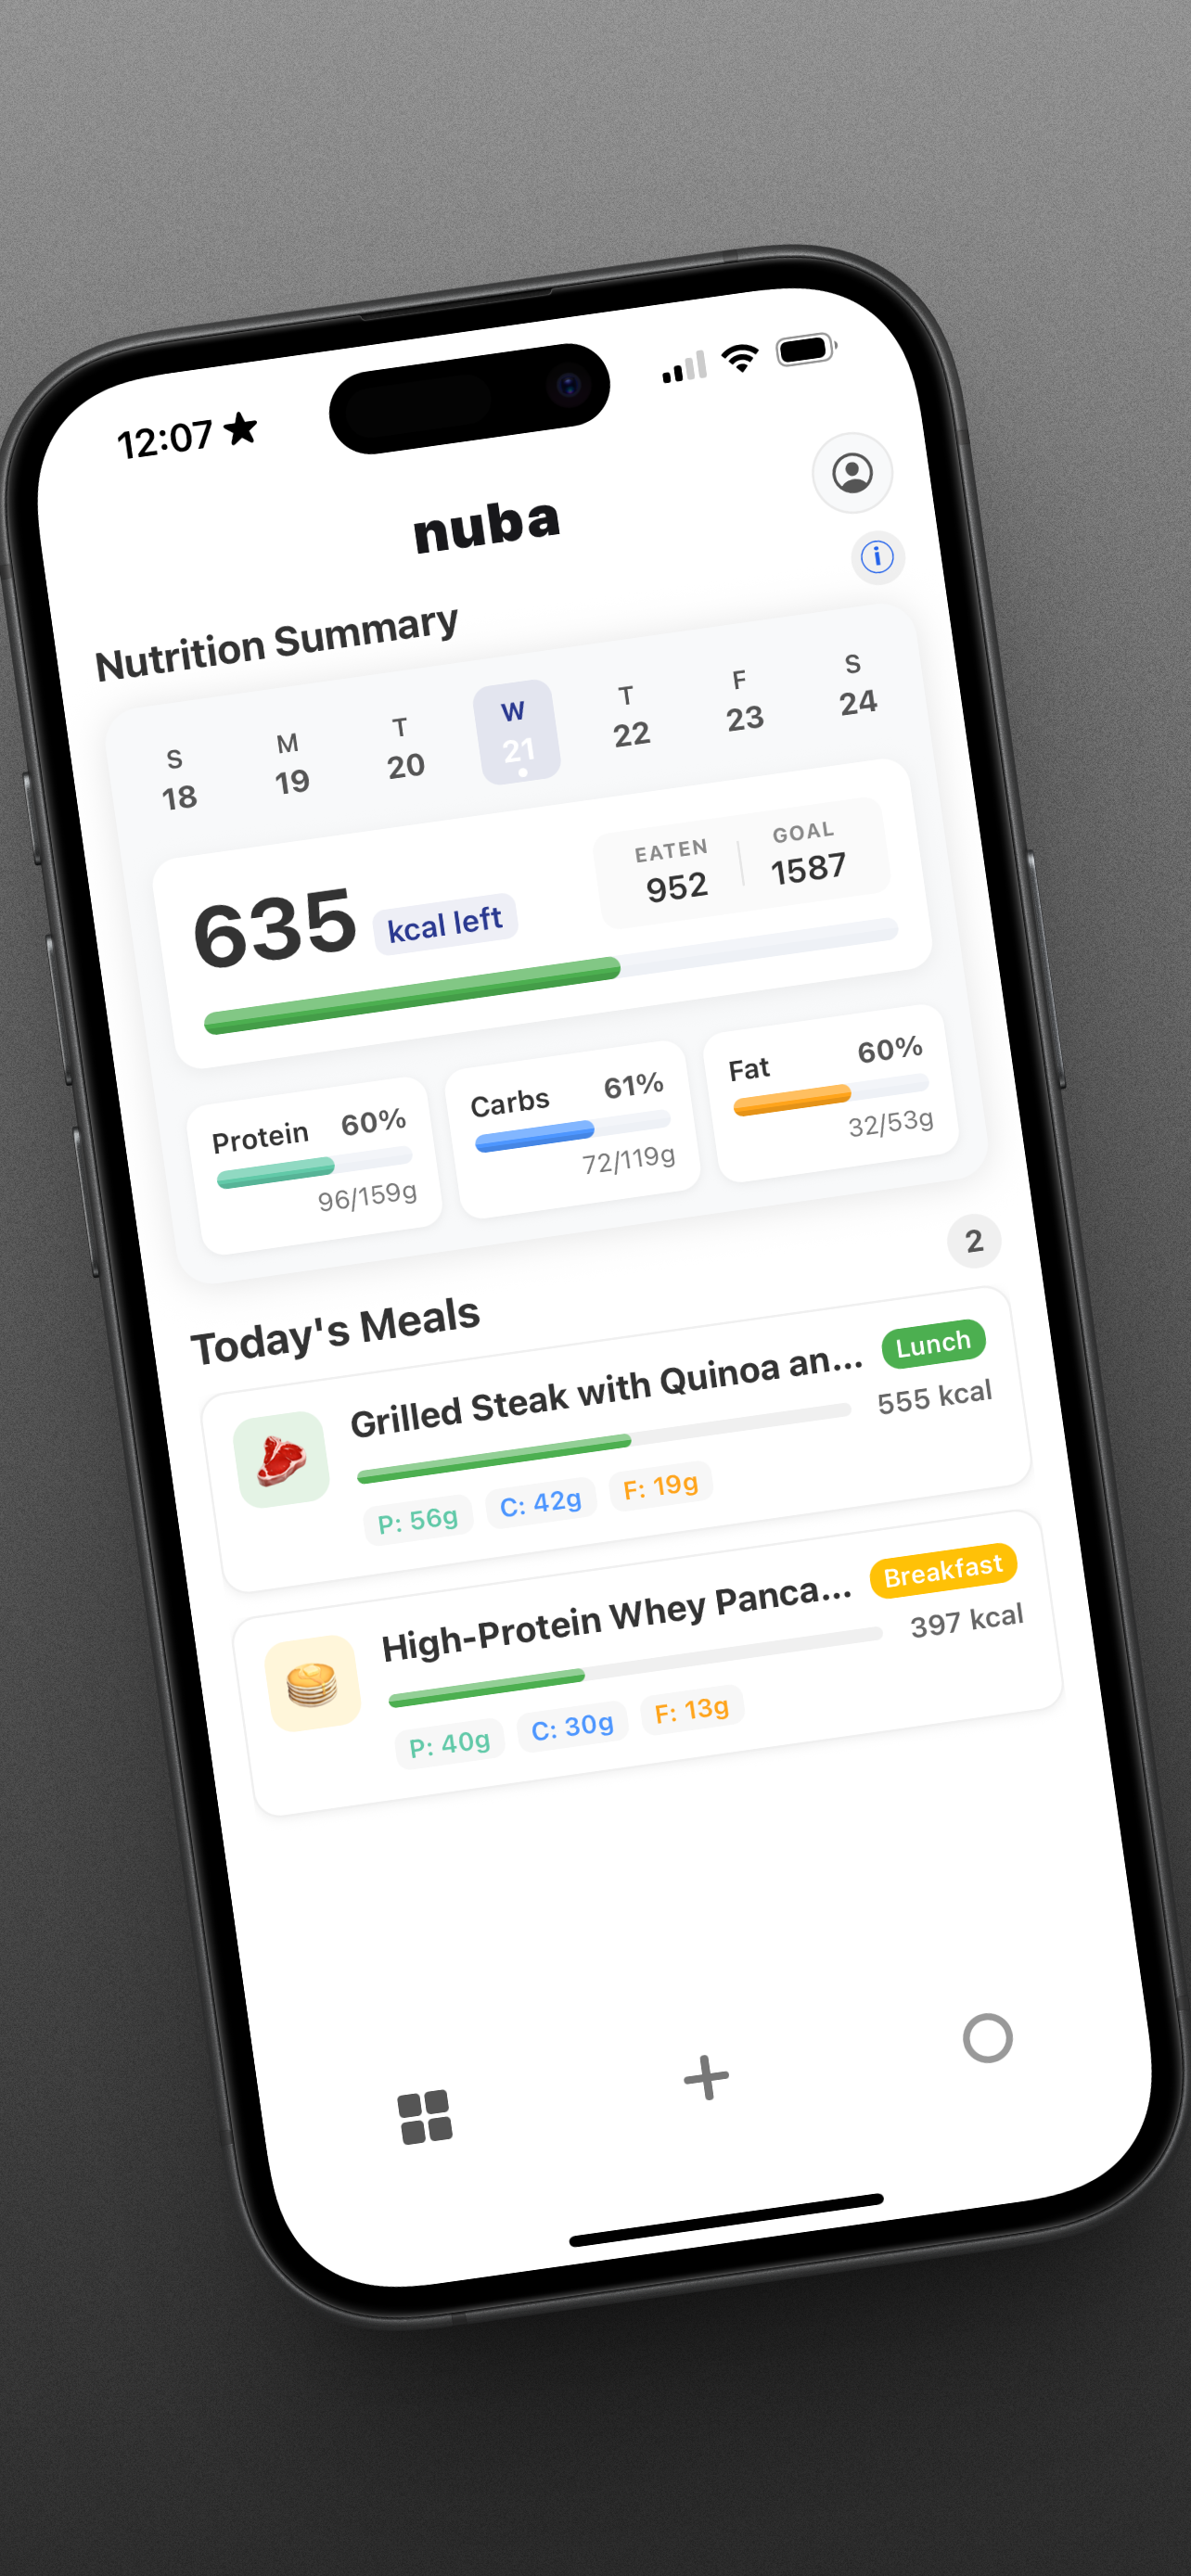 12:07
nuba
Nutrition Summary
S M T W T F S
18 19 20 21 22 23 24
635 kcal left
EATEN GOAL
952 1587
Protein 60%
96/159g
Carbs 61%
72/119g
Fat 60%
32/53g
Today's Meals 2
Grilled Steak with Quinoa an... Lunch
555 kcal
P: 56g C: 42g F: 19g
High-Protein Whey Panca... Breakfast
397 kcal
P: 40g C: 30g F: 13g